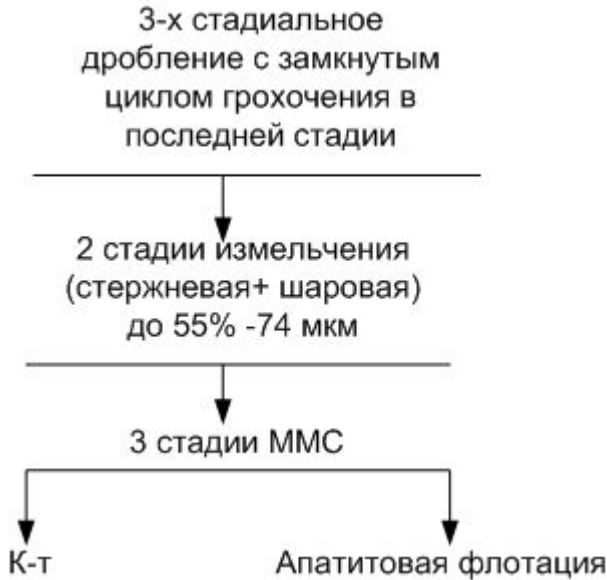 3-х стадиальное
дробление с замкнутым
циклом грохочения в
последней стадии
2 стадии измельчения
(стержневая+ шаровая)
до 55% -74 мкм
3 стадии ММС
К-т
Апатитовая флотация